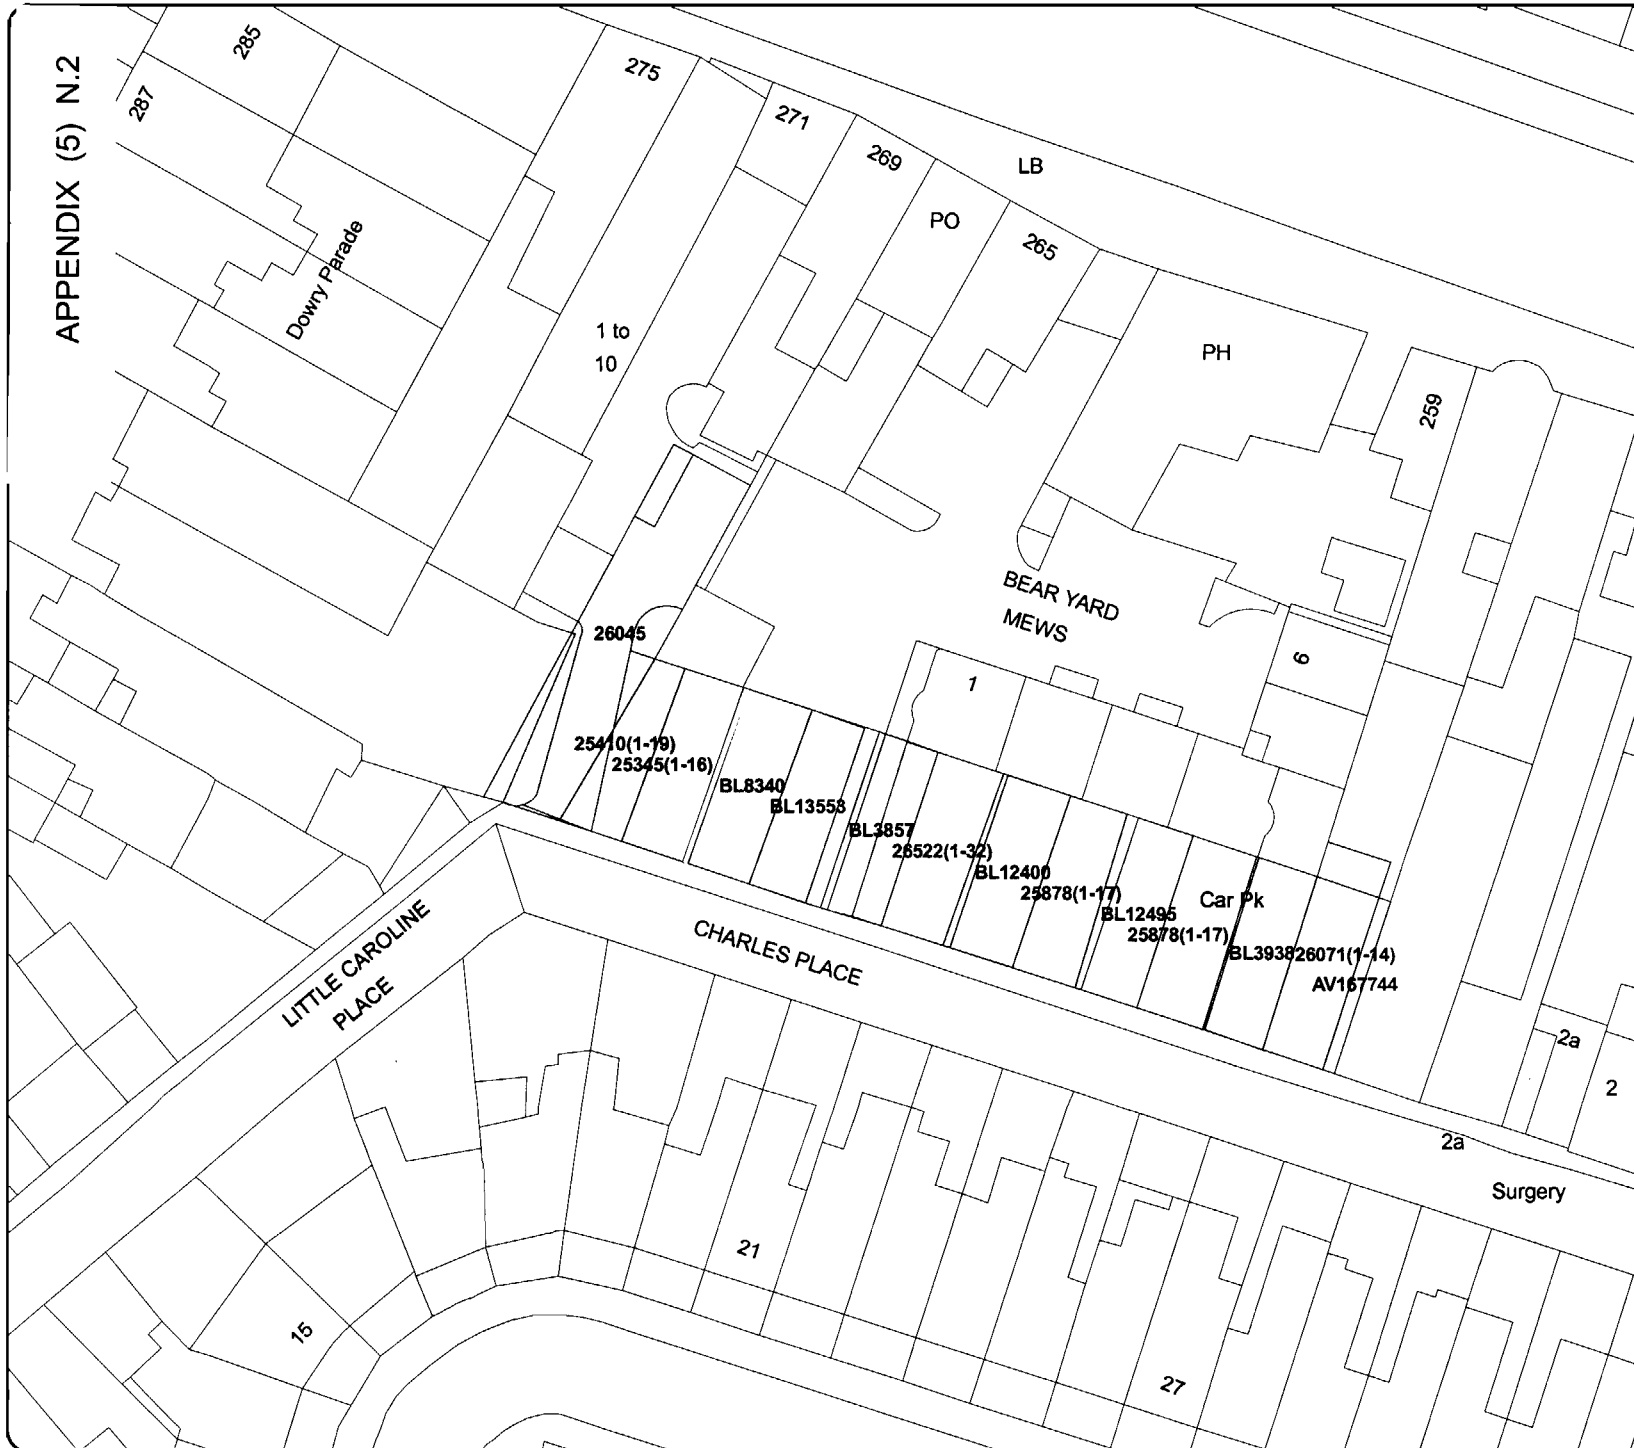 APPENDIX (5) N.2
285
287
275
271
269
LB
PO
265
Dowry Parade
1 to
10
PH
259
BEAR YARD
MEWS
26045
6
1
25410(1-19)
25345(1-16)
BL8340
BL13553
BL3857
26522(1-32)
BL12400
25878(1-17)
BL12495
25878(1-17)
Car Pk
BL3938
26071(1-14)
AV167744
LITTLE CAROLINE
PLACE
CHARLES PLACE
2a
2
2a
Surgery
21
15
27